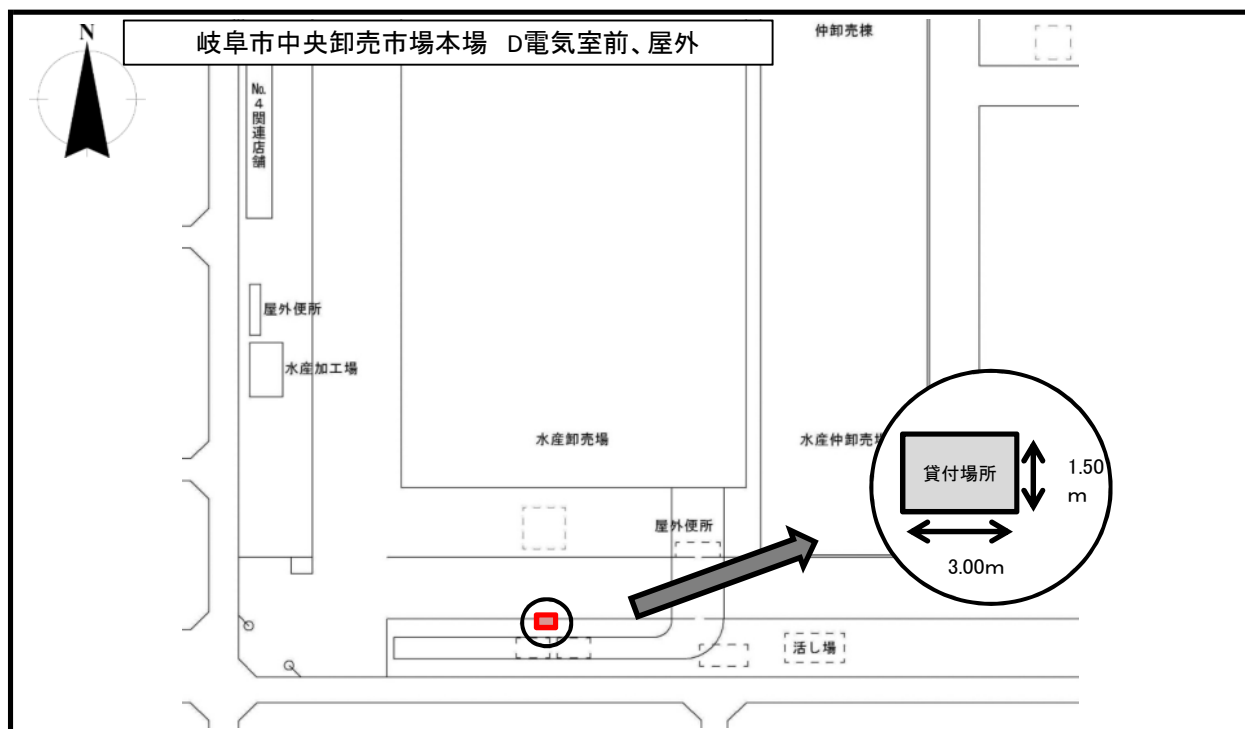 N
岐阜市中央卸売市場本場　D電気室前、屋外
仲卸売棟
№4関連店舗
屋外便所
水産加工場
水産卸売場
水産仲卸売場
貸付場所
1.50
m
3.00m
屋外便所
活し場